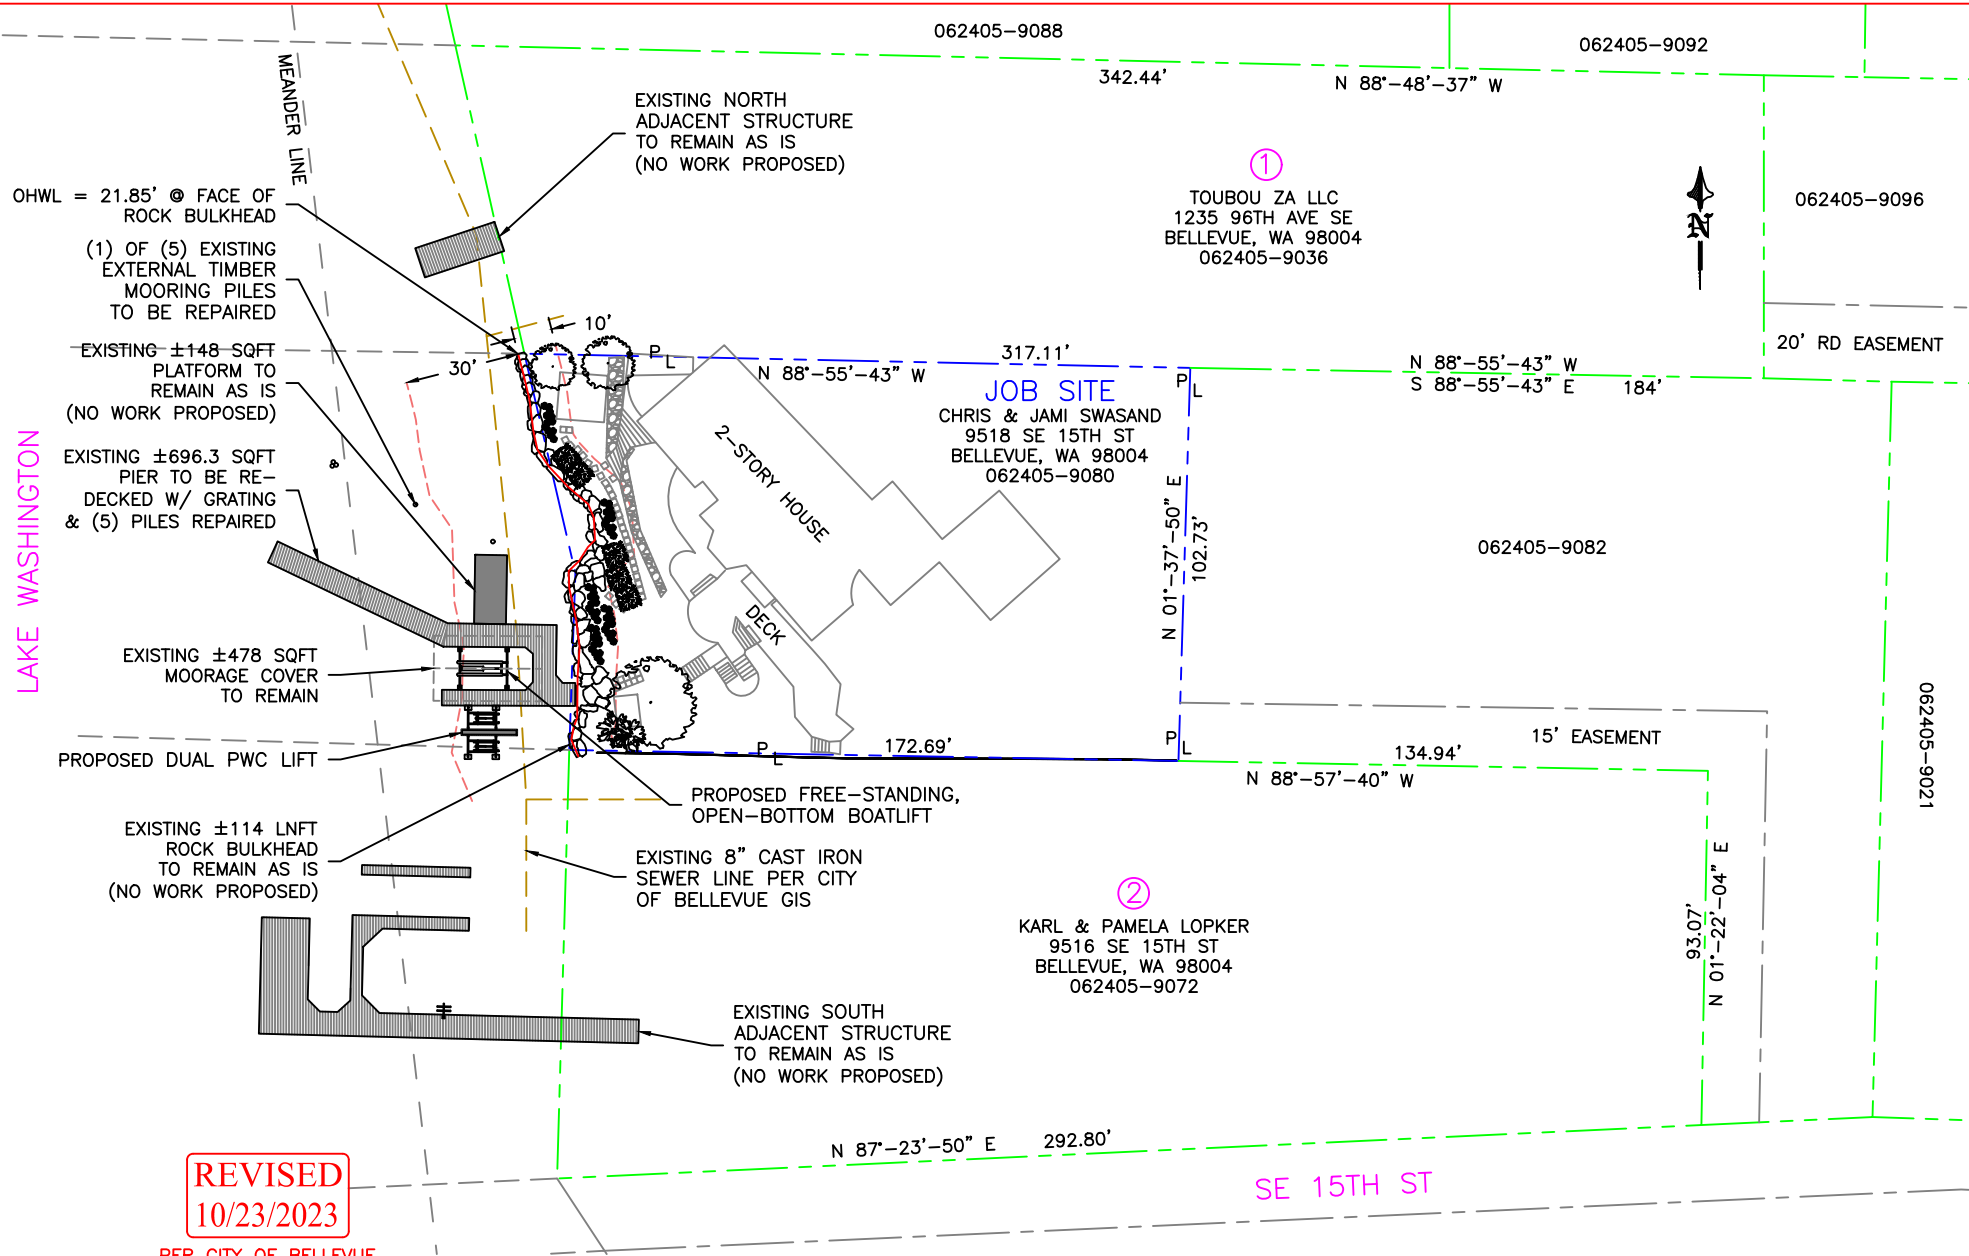 062405-9088
062405-9092
342.44'
N 88°-48'-37" W
MEANDER LINE
EXISTING NORTH
ADJACENT STRUCTURE
TO REMAIN AS IS
(NO WORK PROPOSED)
1
TOUBOU ZA LLC
1235 96TH AVE SE
BELLEVUE, WA 98004
062405-9036
N
062405-9096
OHWL = 21.85' @ FACE OF
ROCK BULKHEAD
(1) OF (5) EXISTING
EXTERNAL TIMBER
MOORING PILES
TO BE REPAIRED
EXISTING ±148 SQFT
PLATFORM TO
REMAIN AS IS
(NO WORK PROPOSED)
EXISTING ±696.3 SQFT
PIER TO BE RE-
DECKED W/ GRATING
& (5) PILES REPAIRED
LAKE WASHINGTON
10'
30'
PL
317.11'
N 88°-55'-43" W
JOB SITE
CHRIS & JAMI SWASAND
9518 SE 15TH ST
BELLEVUE, WA 98004
062405-9080
PL
N 88°-55'-43" W
S 88°-55'-43" E 184'
20' RD EASEMENT
2-STORY HOUSE
DECK
N 01°-37'-50" E
102.73'
062405-9082
EXISTING ±478 SQFT
MOORAGE COVER
TO REMAIN
PROPOSED DUAL PWC LIFT
EXISTING ±114 LNFT
ROCK BULKHEAD
TO REMAIN AS IS
(NO WORK PROPOSED)
PL
172.69'
PL
134.94'
15' EASEMENT
N 88°-57'-40" W
062405-9021
PROPOSED FREE-STANDING,
OPEN-BOTTOM BOATLIFT
EXISTING 8" CAST IRON
SEWER LINE PER CITY
OF BELLEVUE GIS
2
KARL & PAMELA LOPKER
9516 SE 15TH ST
BELLEVUE, WA 98004
062405-9072
93.07'
N 01°-22'-04" E
EXISTING SOUTH
ADJACENT STRUCTURE
TO REMAIN AS IS
(NO WORK PROPOSED)
N 87°-23'-50" E 292.80'
SE 15TH ST
REVISED
10/23/2023
PER CITY OF BELLEVUE